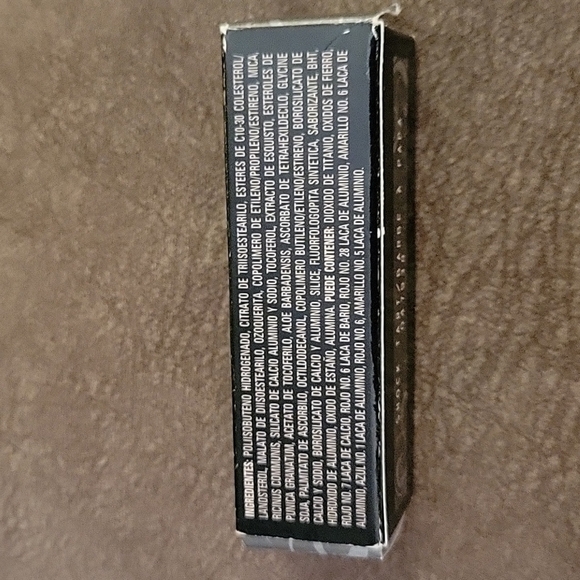 INGREDIENTES: POLIISOBUTENO HIDROGENADO, CITRATO DE TRIISOESTEARILO, ESTERES DE C10-30 COLESTEROL/
LANOSTEROL, MALATO DE DIISOESTEARILO, OZOQUERITA, COPOLIMERO DE ETILENO/PROPILENO/ESTIRENO, MICA,
RICINUS COMMUNIS, SILICATO DE CALCIO ALUMINIO Y SODIO, TOCOFEROL, EXTRACTO DE ESQUISTO, ESTEROLES DE
PUNICA GRANATUM, ACETATO DE TOCOFERILO, ALOE BARBADENSIS, ASCORBATO DE TETRAHEXILDECILO, GLYCINE
SOJA, PALMITATO DE ASCORBILO, OCTILDODECANOL, COPOLIMERO BUTILENO/ETILENO/ESTIRENO, BOROSILICATO DE
CALCIO Y SODIO, BOROSILICATO DE CALCIO Y ALUMINIO, SILICE, FLUORFOLOGOPITA SINTETICA, SABORIZANTE, BHT,
HIDROXIDO DE ALUMINIO, OXIDO DE ESTAÑO, ALUMINA. PUEDE CONTENER: DIOXIDO DE TITANIO, OXIDOS DE FIERRO,
ROJO NO. 7 LACA DE CALCIO, ROJO NO. 6 LACA DE BARIO, ROJO NO. 28 LACA DE ALUMINIO, AMARILLO NO. 6 LACA DE
ALUMINIO, AZUL NO. 1 LACA DE ALUMINIO, ROJO NO. 6, AMARILLO NO. 5 LACA DE ALUMINIO.
SHOCK TART/BARBE À PAPA